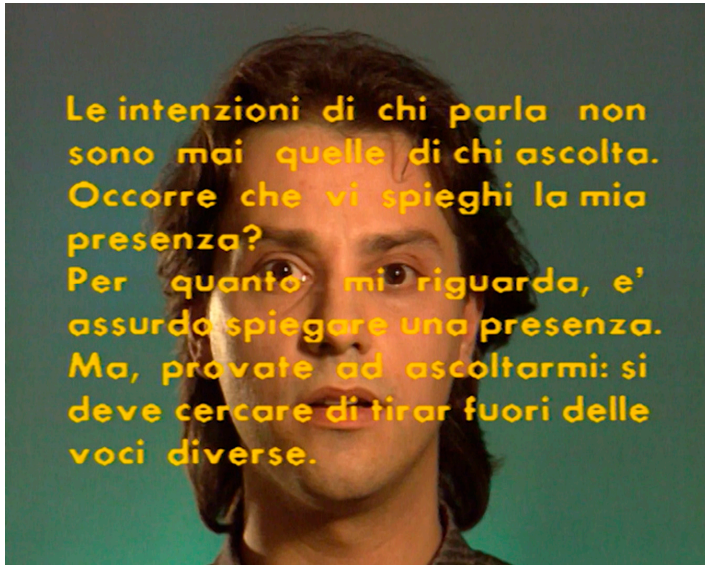 Le intenzioni di chi parla non
sono mai quelle di chi ascolta.
Occorre che vi spieghi la mia
presenza?
Per quanto mi riguarda, e'
assurdo spiegare una presenza.
Ma, provate ad ascoltarmi: si
deve cercare di tirar fuori delle
voci diverse.